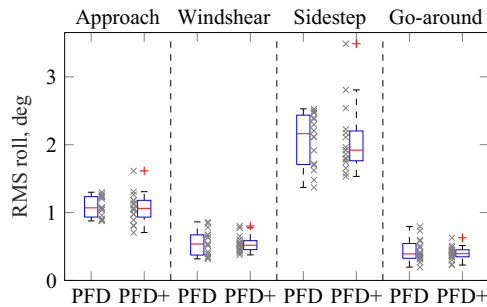 Approach Windshear Sidestep Go-around
RMS roll, deg
3
2
1
0
PFD PFD+ PFD PFD+ PFD PFD+ PFD PFD+